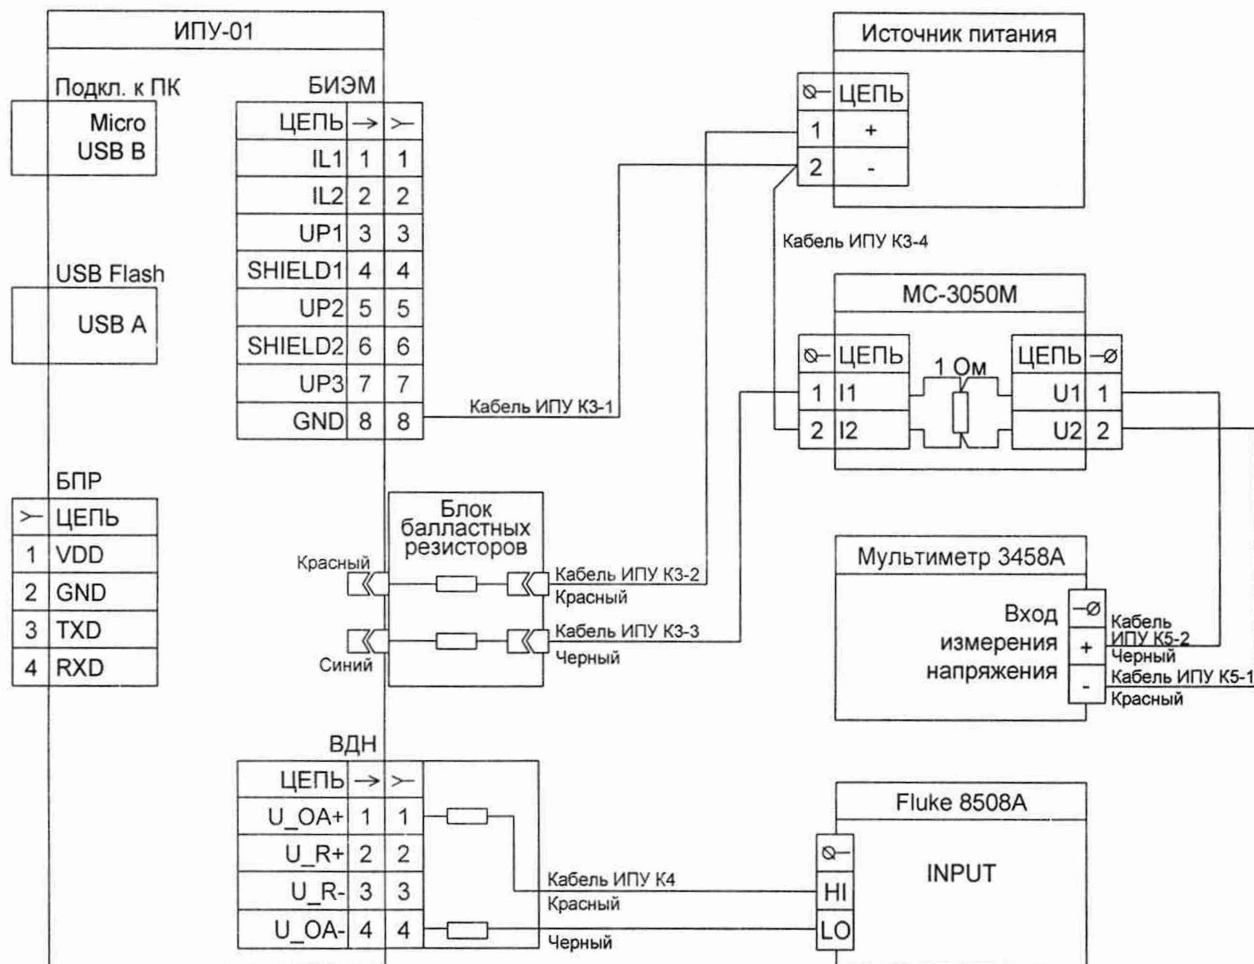 ИПУ-01
Подкл. к ПК
Micro
USB B
USB Flash
USB A
БИЭМ
ЦЕПЬ
IL1 1 1
IL2 2 2
UP1 3 3
SHIELD1 4 4
UP2 5 5
SHIELD2 6 6
UP3 7 7
GND 8 8
Кабель ИПУ К3-1
БПР
ЦЕПЬ
1 VDD
2 GND
3 TXD
4 RXD
Блок
балластных
резисторов
Красный
Синий
Кабель ИПУ К3-2
Красный
Кабель ИПУ К3-3
Черный
ВДН
ЦЕПЬ
U_OA+ 1 1
U_R+ 2 2
U_R- 3 3
U_OA- 4 4
Кабель ИПУ К4
Красный
Черный
Источник питания
ЦЕПЬ
1 +
2 -
Кабель ИПУ К3-4
МС-3050М
ЦЕПЬ 1 Ом ЦЕПЬ
1 I1 U1 1
2 I2 U2 2
Мультиметр 3458А
Вход
измерения
напряжения
+
-
Кабель
ИПУ К5-2
Черный
Кабель ИПУ К5-1
Красный
Fluke 8508A
INPUT
HI
LO